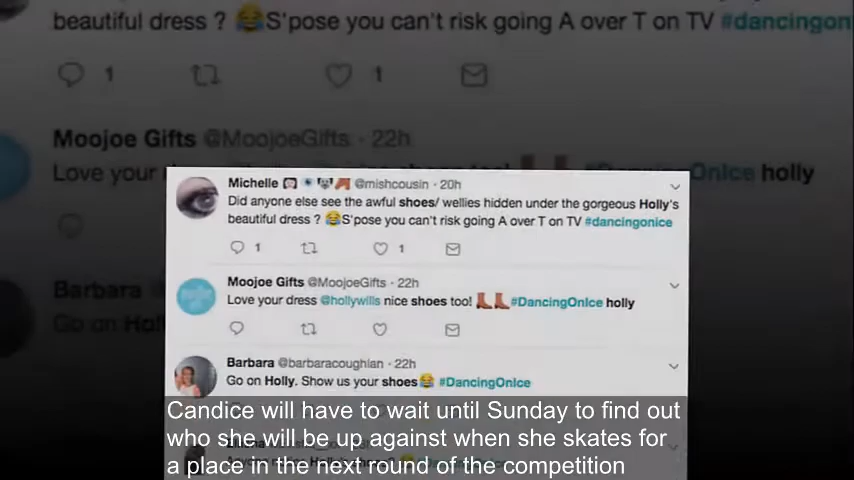 beautiful dress ? 😂S'pose you can't risk going A over T on TV #dancingon
1
1
Moojoe Gifts @MoojoeGifts · 22h
Love your
OnIce holly
Barbara
Go on Hol
Michelle @mishcousin · 20h
Did anyone else see the awful shoes/ wellies hidden under the gorgeous Holly's
beautiful dress ? 😂S'pose you can't risk going A over T on TV #dancingonice
1
1
Moojoe Gifts @MoojoeGifts · 22h
Love your dress @hollywills nice shoes too! 👢👢#DancingOnIce holly
Barbara @barbaracoughlan · 22h
Go on Holly. Show us your shoes😂 #DancingOnIce
Candice will have to wait until Sunday to find out
who she will be up against when she skates for
a place in the next round of the competition